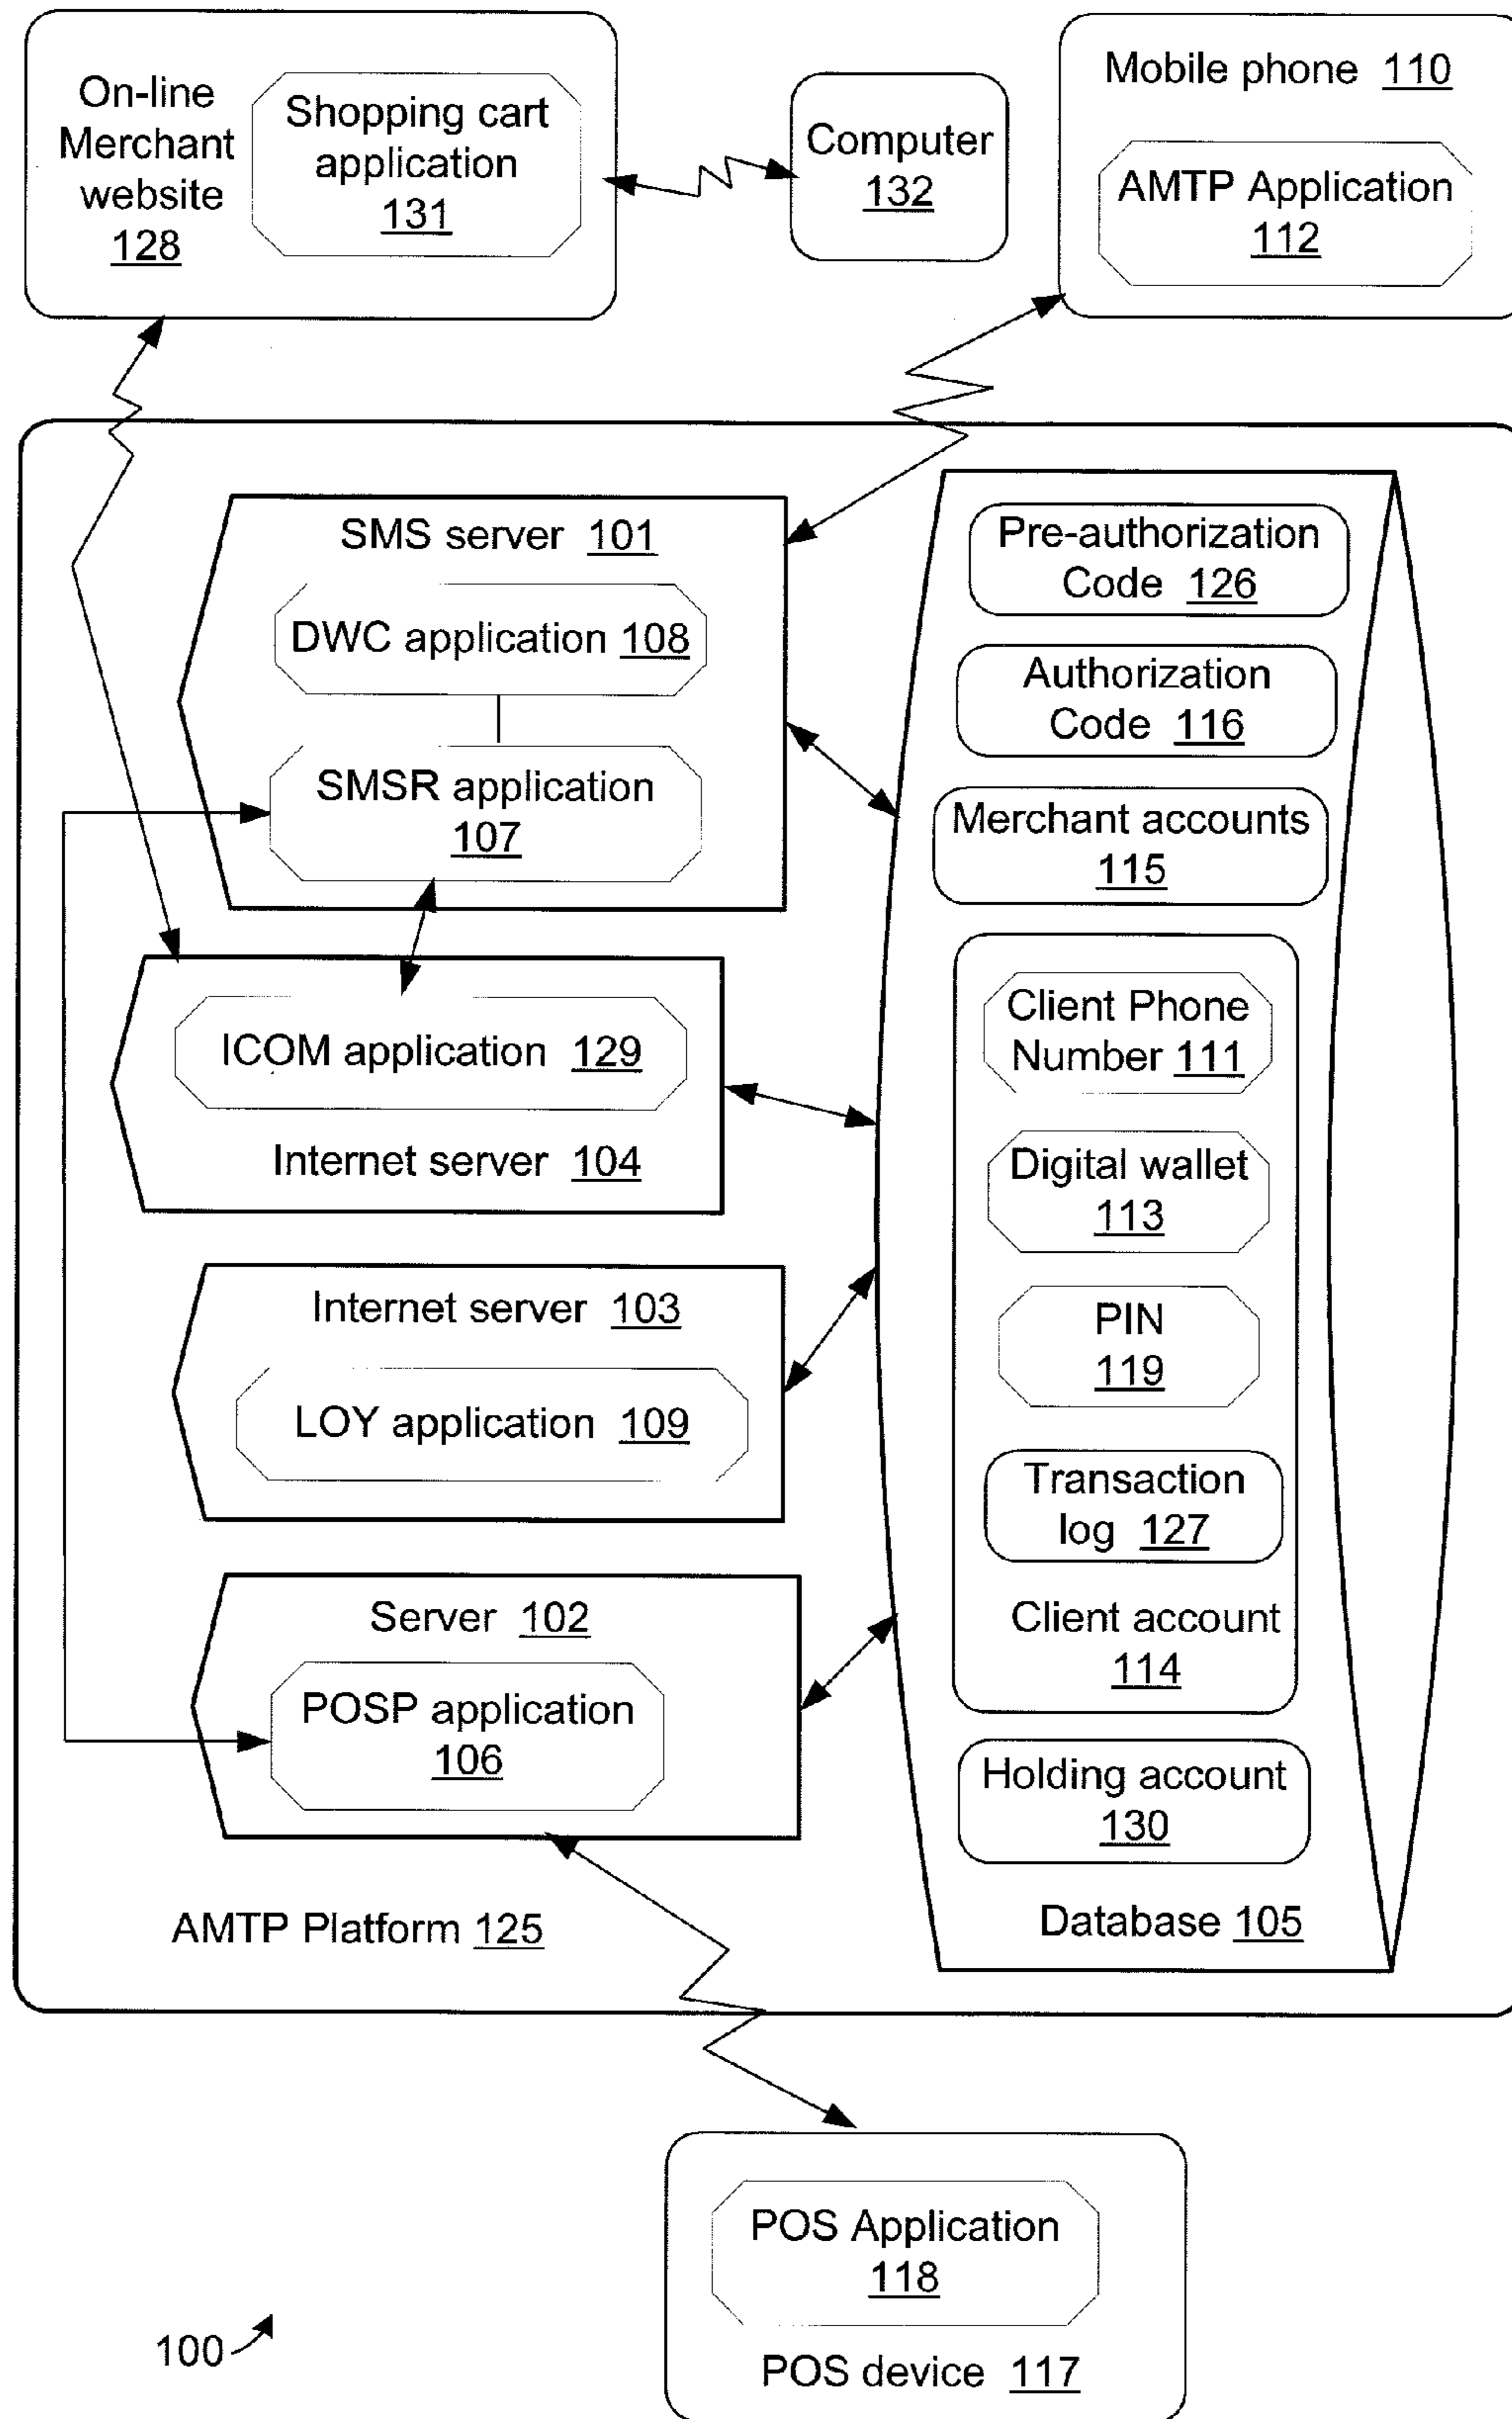 On-line
Merchant
website
128
Shopping cart
application
131
Computer
132
Mobile phone 110
AMTP Application
112
SMS server 101
DWC application 108
SMSR application
107
ICOM application 129
Internet server 104
Internet server 103
LOY application 109
Server 102
POSP application
106
AMTP Platform 125
Pre-authorization
Code 126
Authorization
Code 116
Merchant accounts
115
Client Phone
Number 111
Digital wallet
113
PIN
119
Transaction
log 127
Client account
114
Holding account
130
Database 105
POS Application
118
POS device 117
100